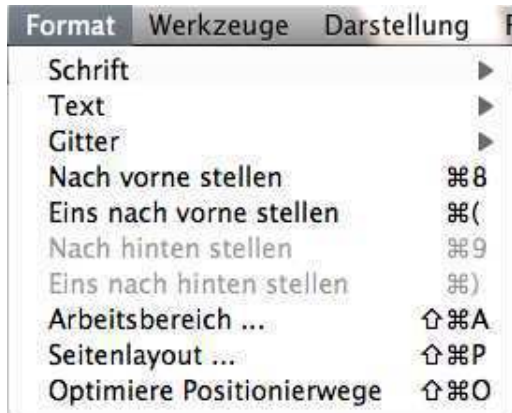 Format Werkzeuge Darstellung
Schrift ▶
Text ▶
Gitter ▶
Nach vorne stellen ⌘8
Eins nach vorne stellen ⌘(
Nach hinten stellen ⌘9
Eins nach hinten stellen ⌘)
Arbeitsbereich ... ⇧⌘A
Seitenlayout ... ⇧⌘P
Optimiere Positionierwege ⇧⌘O